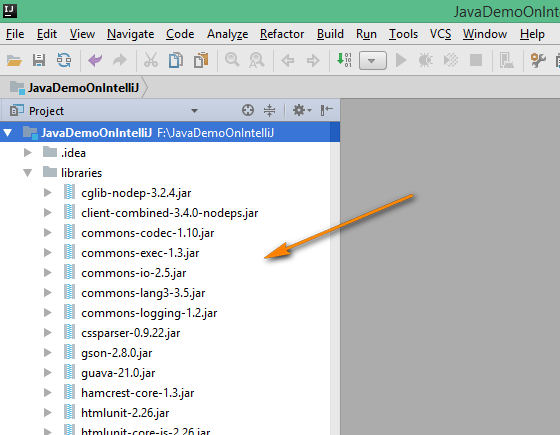 IJ
JavaDemoOnIntelliJ
File Edit View Navigate Code Analyze Refactor Build Run Tools VCS Window Help
JavaDemoOnIntelliJ
Project
JavaDemoOnIntelliJ F:\JavaDemoOnIntelliJ
.idea
libraries
cglib-nodep-3.2.4.jar
client-combined-3.4.0-nodeps.jar
commons-codec-1.10.jar
commons-exec-1.3.jar
commons-io-2.5.jar
commons-lang3-3.5.jar
commons-logging-1.2.jar
cssparser-0.9.22.jar
gson-2.8.0.jar
guava-21.0.jar
hamcrest-core-1.3.jar
htmlunit-2.26.jar
htmlunit-core-js-2.23.jar